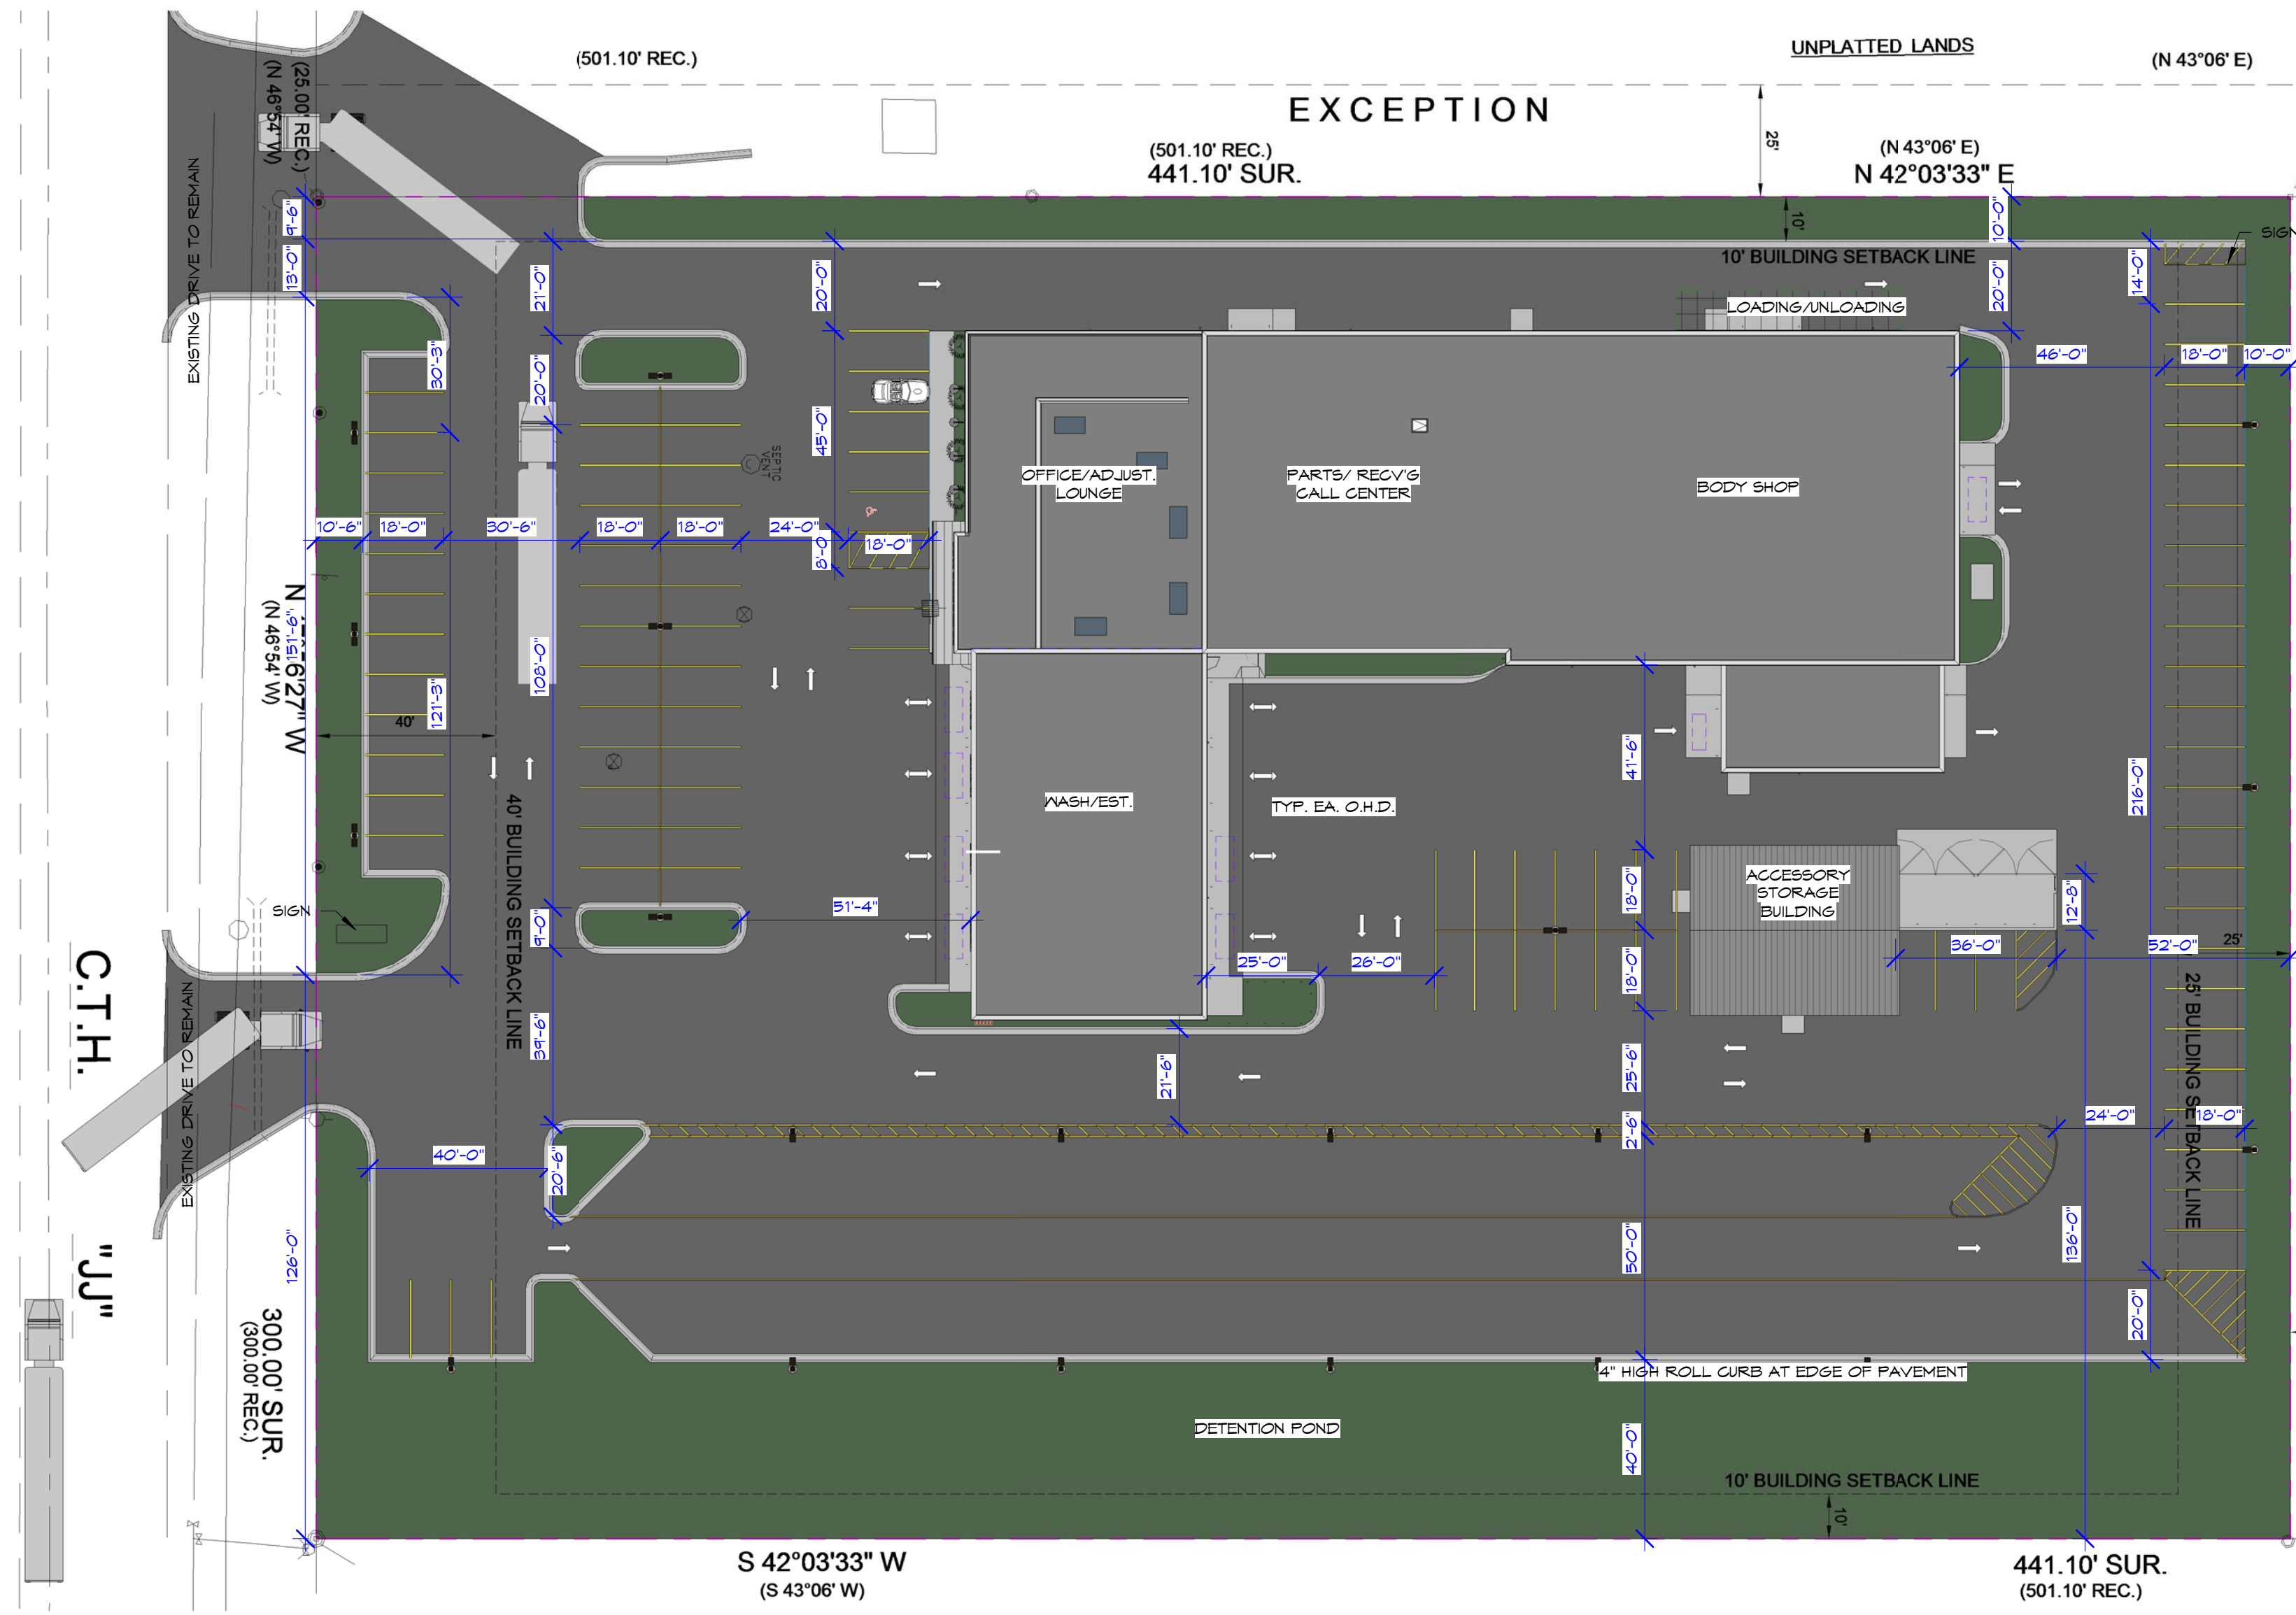 UNPLATTED LANDS
(501.10' REC.)
(N 43°06' E)
EXCEPTION
(25.00' REC.)
(N 46°54' W)
25'
(501.10' REC.)
441.10' SUR.
(N 43°06' E)
N 42°03'33" E
EXISTING DRIVE TO REMAIN
9'-6"
13'-0"
10'
10'-0"
SIGN
10' BUILDING SETBACK LINE
21'-0"
20'-0"
20'-0"
14'-0"
LOADING/UNLOADING
30'-3"
20'-0"
46'-0"
18'-0"
10'-0"
45'-0"
SEPTIC
VENT
OFFICE/ADJUST.
LOUNGE
PARTS/ RECV'G
CALL CENTER
BODY SHOP
10'-6"
18'-0"
30'-6"
18'-0"
18'-0"
24'-0"
18'-0"
8'-0
6'27" W
(N 46°54' W)
151'-6"
108'-0"
121'-3"
40'
41'-6"
216'-0"
40' BUILDING SETBACK LINE
WASH/EST.
TYP. EA. O.H.D.
ACCESSORY
STORAGE
BUILDING
18'-0"
12'-8"
SIGN
51'-4"
9'-0"
36'-0"
52'-0"
25'
25'-0"
26'-0"
18'-0"
C.T.H.
"JJ"
EXISTING DRIVE TO REMAIN
39'-6"
21'-6"
25'-6"
25' BUILDING SETBACK LINE
2'-6"
24'-0"
18'-0"
40'-0"
20'-6"
126'-0"
50'-0"
136'-0"
20'-0"
300.00' SUR.
(300.00' REC.)
4" HIGH ROLL CURB AT EDGE OF PAVEMENT
DETENTION POND
40'-0"
10' BUILDING SETBACK LINE
10'
S 42°03'33" W
(S 43°06' W)
441.10' SUR.
(501.10' REC.)